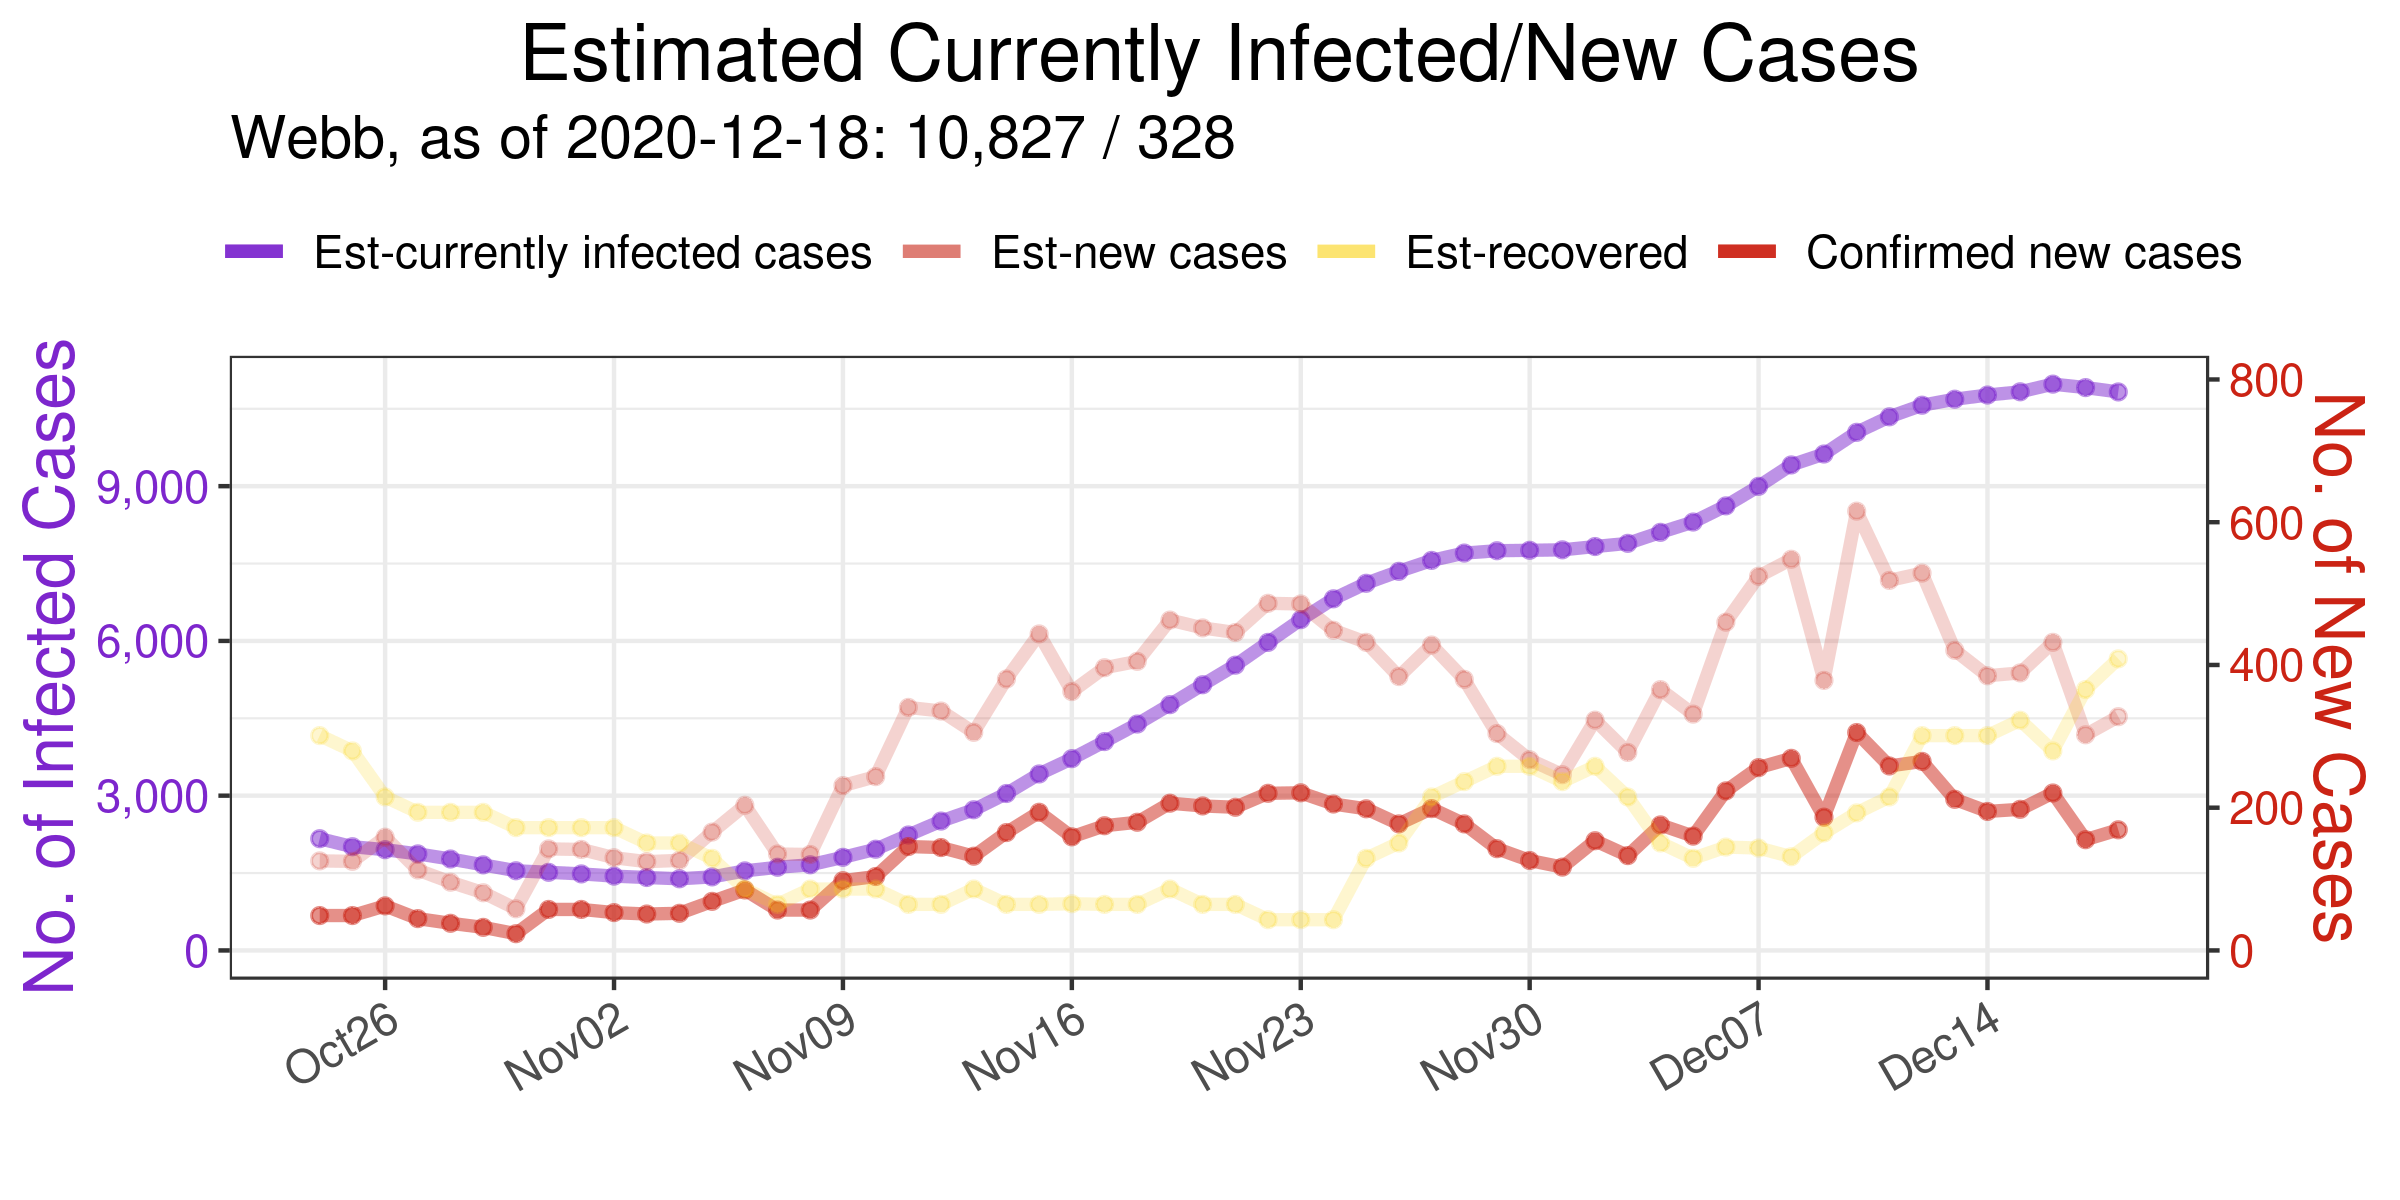 Estimated Currently Infected/New Cases
Webb, as of 2020-12-18: 10,827 / 328
Est-currently infected cases Est-new cases Est-recovered Confirmed new cases
No. of Infected Cases
9,000
6,000
3,000
0
800
600
400
200
0
No. of New Cases
Oct26 Nov02 Nov09 Nov16 Nov23 Nov30 Dec07 Dec14